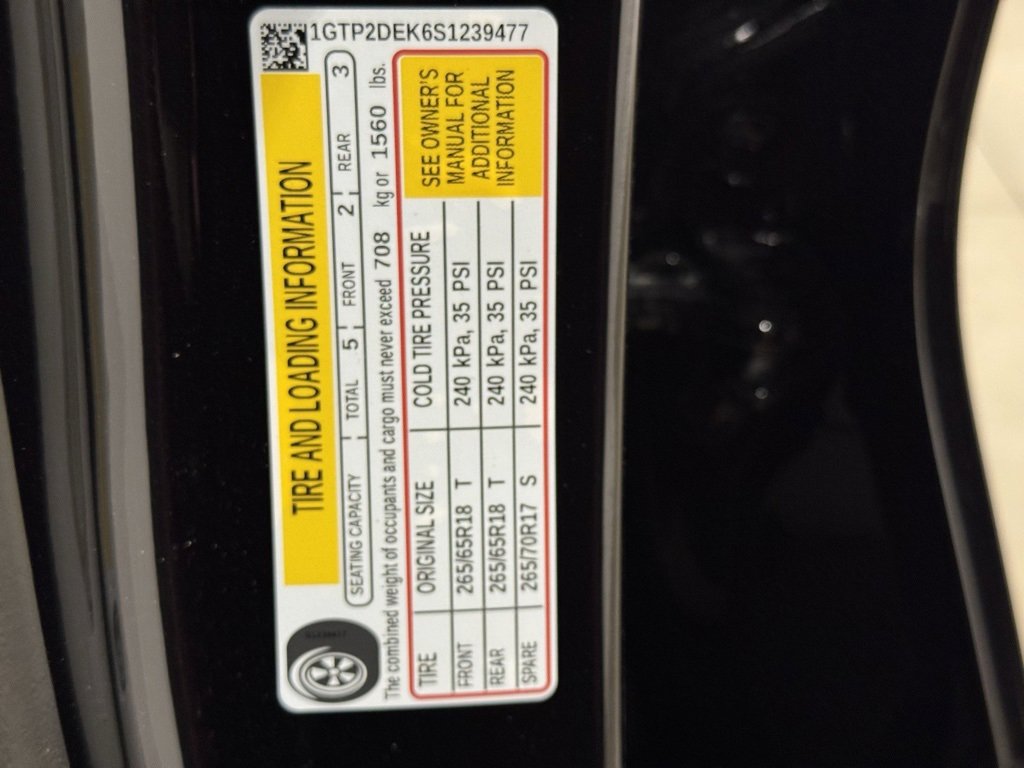 1GTP2DEK6S1239477
TIRE AND LOADING INFORMATION
SEATING CAPACITY TOTAL 5 FRONT 2 REAR 3
The combined weight of occupants and cargo must never exceed 708 kg or 1560 lbs.
TIRE ORIGINAL SIZE COLD TIRE PRESSURE
FRONT 265/65R18 T 240 kPa, 35 PSI
REAR 265/65R18 T 240 kPa, 35 PSI
SPARE 265/70R17 S 240 kPa, 35 PSI
SEE OWNER'S
MANUAL FOR
ADDITIONAL
INFORMATION